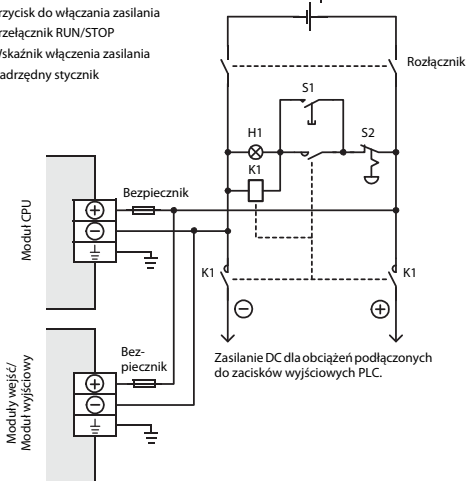 do włączania zasilania
RUN/STOP
włączenia zasilania
stycznik
Rozłącznik
S1
H1
S2
K1
Bezpiecznik
Moduł CPU
K1
K1
Bez-
piecznik
Zasilanie DC dla obciążeń podłączonych
do zacisków wyjściowych PLC.
Moduły wejść/
Moduł wyjściowy